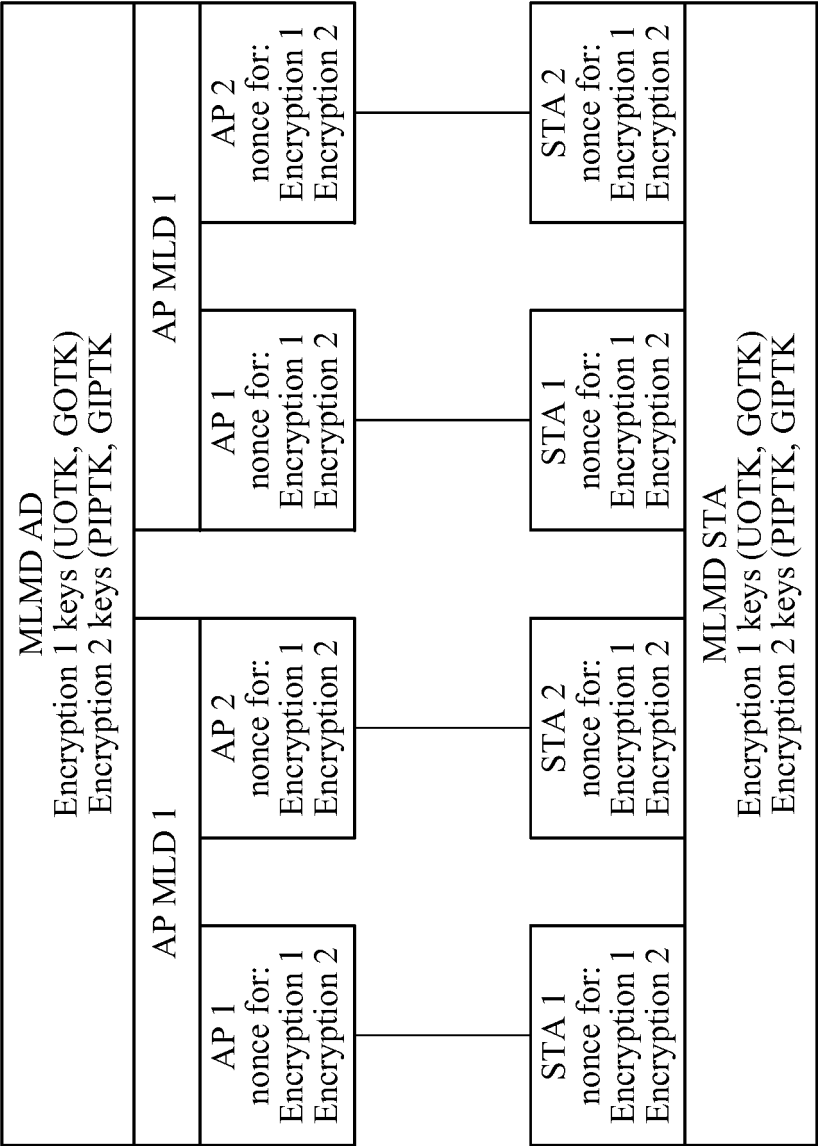 MLMD AD
Encryption 1 keys (UOTK, GOTK)
Encryption 2 keys (PIPTK, GIPTK
AP MLD 1
AP MLD 1
AP 1
nonce for:
Encryption 1
Encryption 2
AP 2
nonce for:
Encryption 1
Encryption 2
AP 1
nonce for:
Encryption 1
Encryption 2
AP 2
nonce for:
Encryption 1
Encryption 2
STA 1
nonce for:
Encryption 1
Encryption 2
STA 2
nonce for:
Encryption 1
Encryption 2
STA 1
nonce for:
Encryption 1
Encryption 2
STA 2
nonce for:
Encryption 1
Encryption 2
MLMD STA
Encryption 1 keys (UOTK, GOTK)
Encryption 2 keys (PIPTK, GIPTK